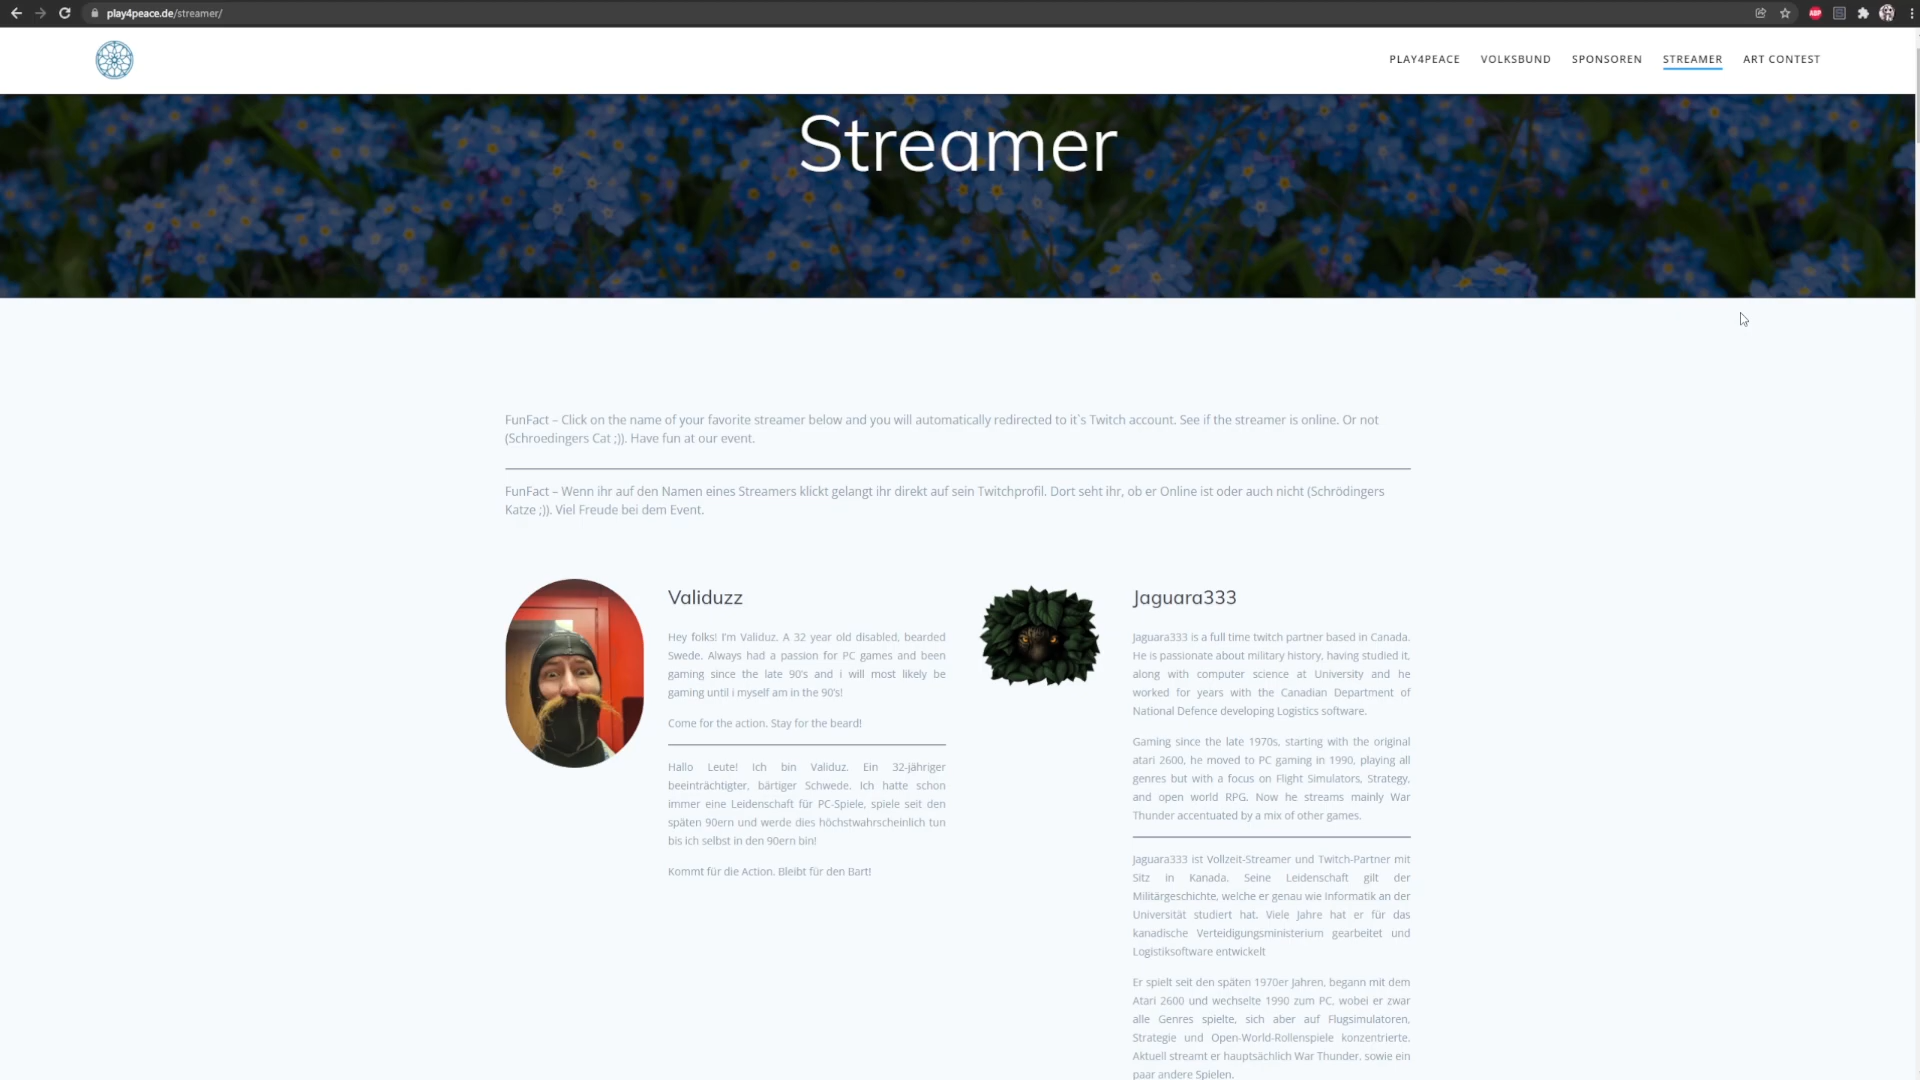 play4peace.de/streamer/
ABP
PLAY4PEACE VOLKSBUND SPONSOREN STREAMER ART CONTEST
Streamer
FunFact – Click on the name of your favorite streamer below and you will automatically redirected to it`s Twitch account. See if the streamer is online. Or not
(Schroedingers Cat ;)). Have fun at our event.
FunFact – Wenn ihr auf den Namen eines Streamers klickt gelangt ihr direkt auf sein Twitchprofil. Dort seht ihr, ob er Online ist oder auch nicht (Schrödingers
Katze ;)). Viel Freude bei dem Event.
Validuzz
Hey folks! I'm Validuz. A 32 year old disabled, bearded
Swede. Always had a passion for PC games and been
gaming since the late 90's and i will most likely be
gaming until i myself am in the 90's!
Come for the action. Stay for the beard!
Hallo Leute! Ich bin Validuz. Ein 32-jähriger
beeinträchtigter, bärtiger Schwede. Ich hatte schon
immer eine Leidenschaft für PC-Spiele, spiele seit den
späten 90ern und werde dies höchstwahrscheinlich tun
bis ich selbst in den 90ern bin!
Kommt für die Action. Bleibt für den Bart!
Jaguara333
Jaguara333 is a full time twitch partner based in Canada.
He is passionate about military history, having studied it,
along with computer science at University and he
worked for years with the Canadian Department of
National Defence developing Logistics software.
Gaming since the late 1970s, starting with the original
atari 2600, he moved to PC gaming in 1990, playing all
genres but with a focus on Flight Simulators, Strategy,
and open world RPG. Now he streams mainly War
Thunder accentuated by a mix of other games.
Jaguara333 ist Vollzeit-Streamer und Twitch-Partner mit
Sitz in Kanada. Seine Leidenschaft gilt der
Militärgeschichte, welche er genau wie Informatik an der
Universität studiert hat. Viele Jahre hat er für das
kanadische Verteidigungsministerium gearbeitet und
Logistiksoftware entwickelt
Er spielt seit den späten 1970er Jahren, begann mit dem
Atari 2600 und wechselte 1990 zum PC, wobei er zwar
alle Genres spielte, sich aber auf Flugsimulatoren,
Strategie und Open-World-Rollenspiele konzentrierte.
Aktuell streamt er hauptsächlich War Thunder, sowie ein
paar andere Spielen.